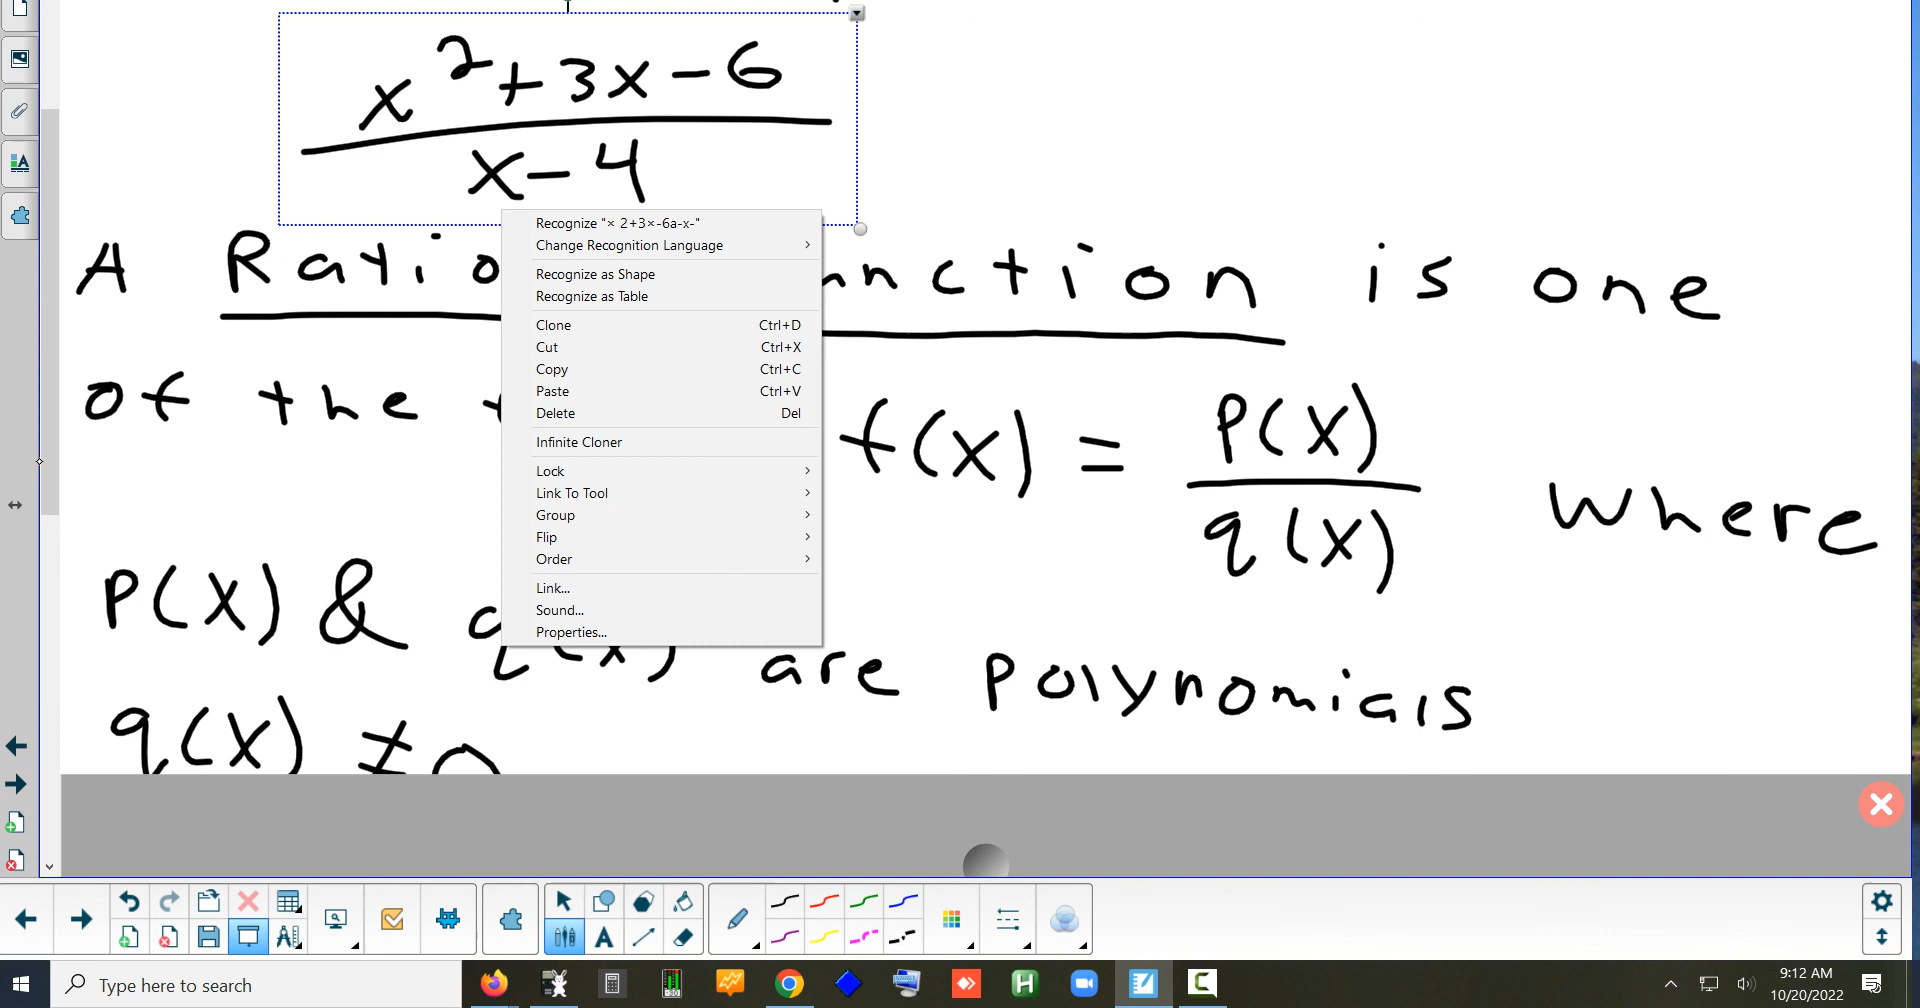 x²+3x-6
x-4
Recognize "× 2+3×-6a-x-"
Change Recognition Language
Recognize as Shape
Recognize as Table
Clone Ctrl+D
Cut Ctrl+X
Copy Ctrl+C
Paste Ctrl+V
Delete Del
Infinite Cloner
Lock
Link To Tool
Group
Flip
Order
Link...
Sound...
Properties...
A Ratio nction is one
of the f(x) = P(x)
q(x) where
P(x) & q(x) are polynomials
q(x) ≠ 0
Type here to search
9:12 AM
10/20/2022